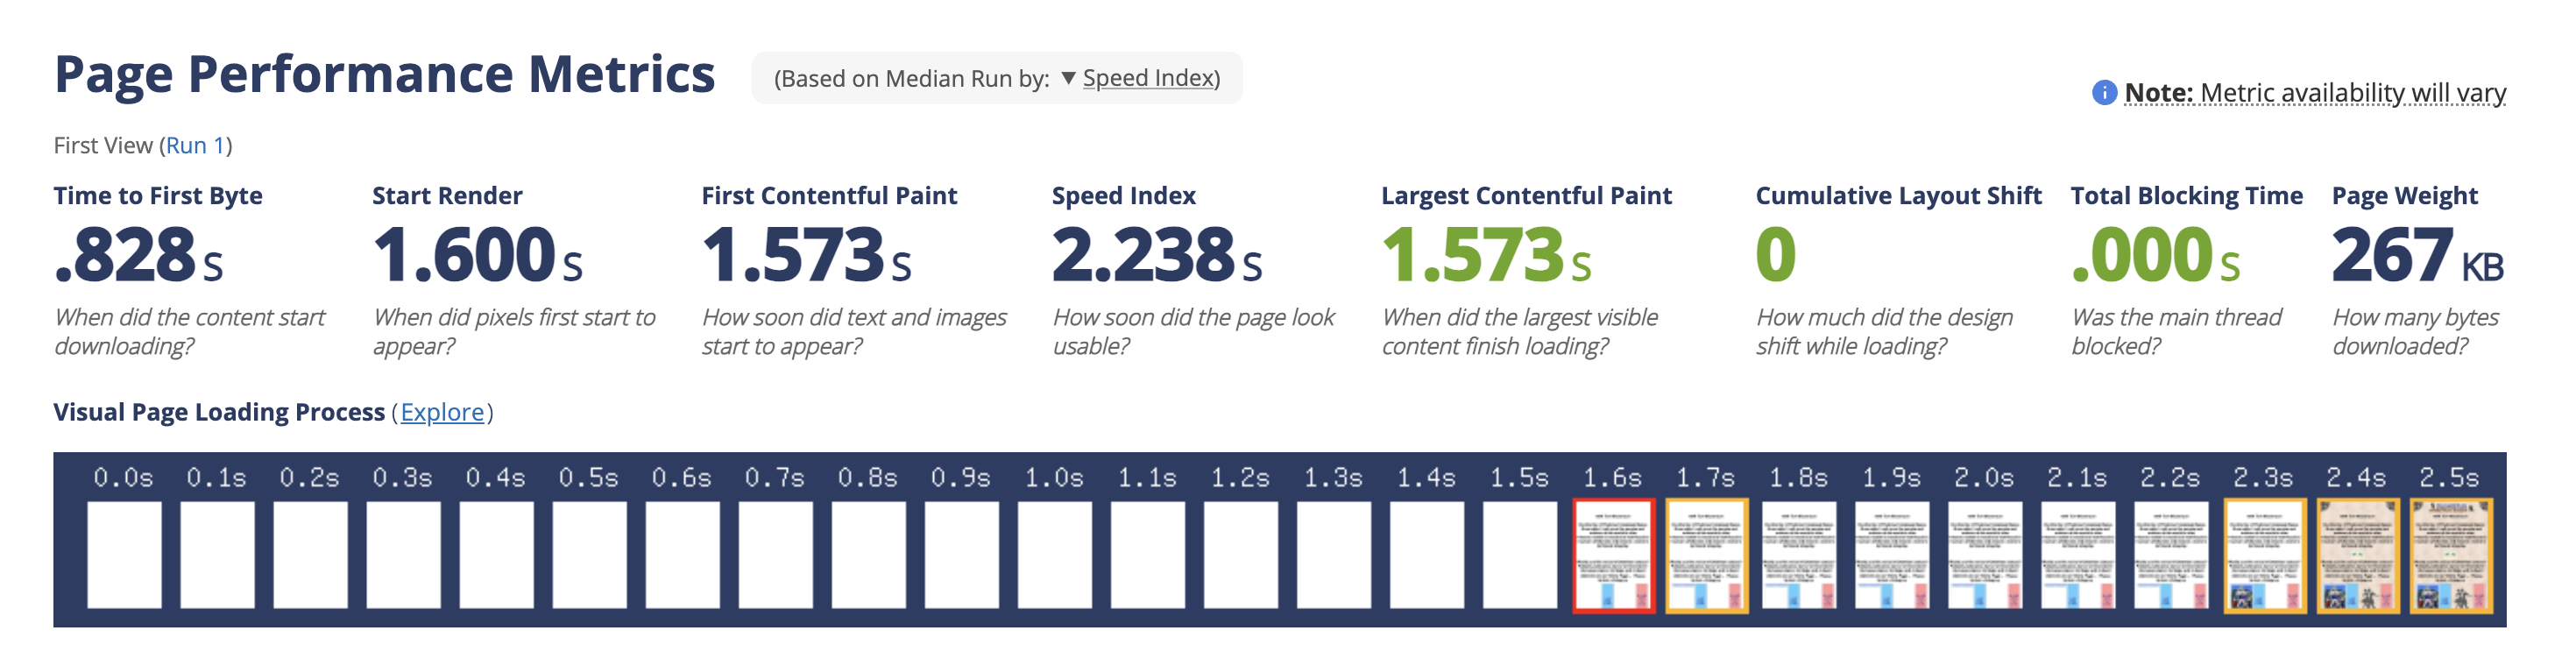 Page Performance Metrics (Based on Median Run by: ▼ Speed Index)
Note: Metric availability will vary
First View (Run 1)
Time to First Byte
.828 s
When did the content start
downloading?
Start Render
1.600 s
When did pixels first start to
appear?
First Contentful Paint
1.573 s
How soon did text and images
start to appear?
Speed Index
2.238 s
How soon did the page look
usable?
Largest Contentful Paint
1.573 s
When did the largest visible
content finish loading?
Cumulative Layout Shift
0
How much did the design
shift while loading?
Total Blocking Time
.000 s
Was the main thread
blocked?
Page Weight
267 KB
How many bytes
downloaded?
Visual Page Loading Process (Explore)
0.0s 0.1s 0.2s 0.3s 0.4s 0.5s 0.6s 0.7s 0.8s 0.9s 1.0s 1.1s 1.2s 1.3s 1.4s 1.5s 1.6s 1.7s 1.8s 1.9s 2.0s 2.1s 2.2s 2.3s 2.4s 2.5s